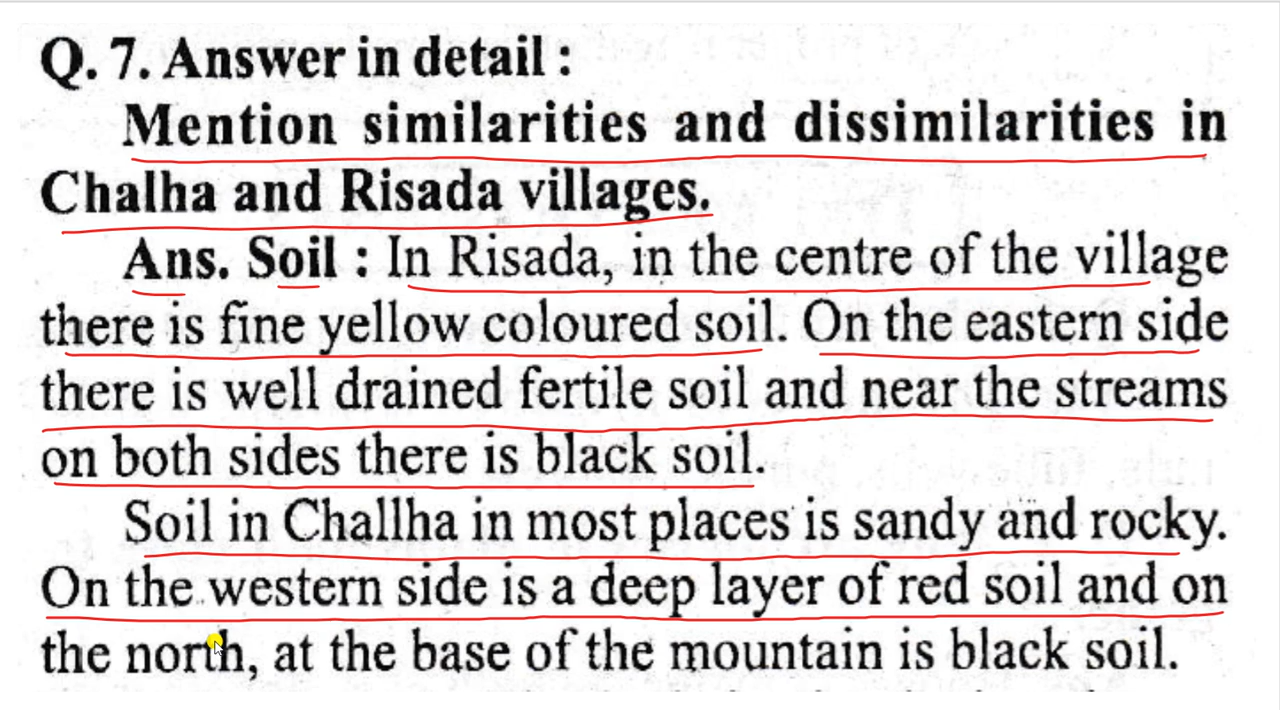 Q. 7. Answer in detail :
Mention similarities and dissimilarities in
Chalha and Risada villages.
Ans. Soil : In Risada, in the centre of the village
there is fine yellow coloured soil. On the eastern side
there is well drained fertile soil and near the streams
on both sides there is black soil.
Soil in Challha in most places is sandy and rocky.
On the western side is a deep layer of red soil and on
the north, at the base of the mountain is black soil.